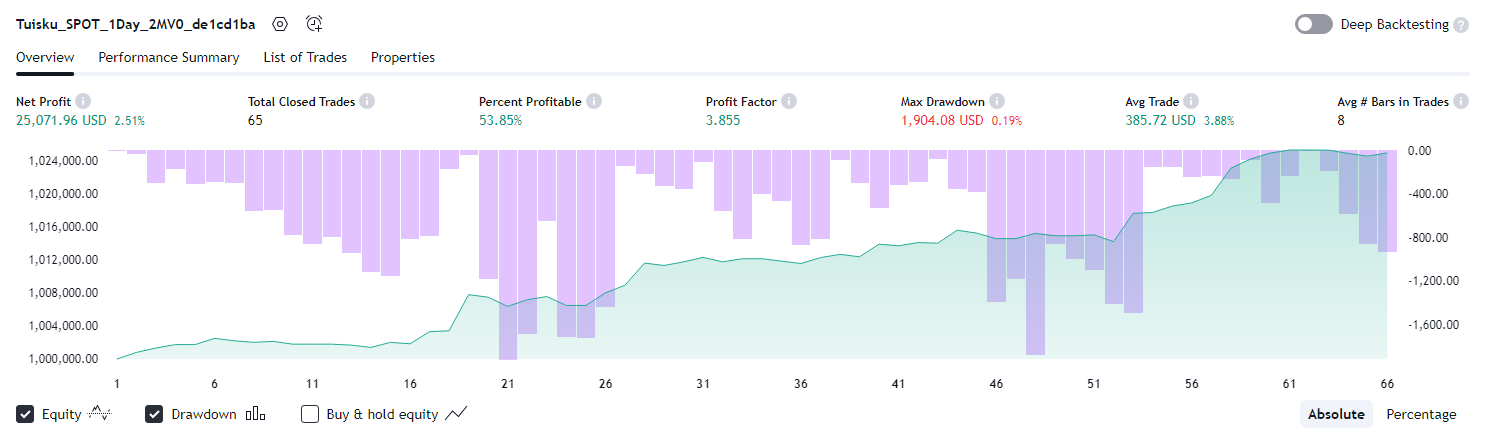 Tuisku_SPOT_1Day_2MV0_de1cd1ba Deep Backtesting ?
Overview Performance Summary List of Trades Properties
Net Profit i Total Closed Trades i Percent Profitable i Profit Factor i Max Drawdown i Avg Trade i Avg # Bars in Trades i
25,071.96 USD 2.51% 65 53.85% 3.855 1,904.08 USD 0.19% 385.72 USD 3.88% 8
1,024,000.00 0.00
1,020,000.00 -400.00
1,016,000.00 -800.00
1,012,000.00 -1,200.00
1,008,000.00 -1,600.00
1,004,000.00
1,000,000.00
1 6 11 16 21 26 31 36 41 46 51 56 61 66
Equity Drawdown Buy & hold equity Absolute Percentage